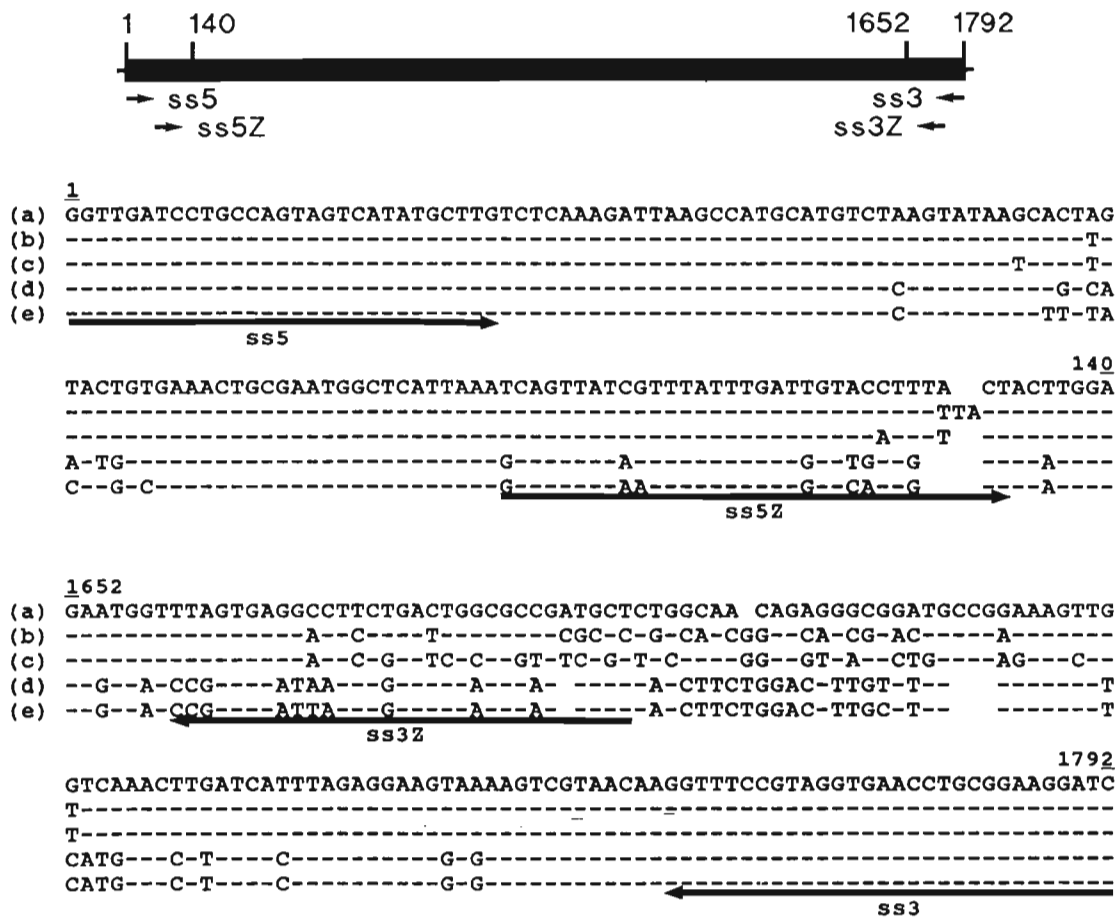 1 140 1652 1792
ss5 ss3
ss5Z ss3Z
1
(a) GGTTGATCCTGCCAGTAGTCATATGCTTGTCTCAAAGATTAAGCCATGCATGTCTAAGTATAAGCACTAG
(b) --------------------------------------------------------------------T-
(c) ---------------------------------------------------------------T----T-
(d) -------------------------------------------------------C----------G-CA
(e) -------------------------------------------------------C---------TT-TA
ss5
140
TACTGTGAAACTGCGAATGGCTCATTAAATCAGTTATCGTTTATTTGATTGTACCTTTA  CTACTTGGA
----------------------------------------------------------TTA---------
------------------------------------------------------A---T  ---------
A-TG-------------------------G-------A-----------G--TG--G    ----A----
C--G-C-----------------------G-------AA----------G--CA--G    ----A----
ss5Z
1652
(a) GAATGGTTTAGTGAGGCCTTCTGACTGGCGCCGATGCTCTGGCAA CAGAGGGCGGATGCCGGAAAGTTG
(b) ----------------A--C----T--------CGC-C-G-CA-CGG--CA-CG-AC-----A-------
(c) ----------------A--C-G--TC-C--GT-TC-G-T-C----GG--GT-A-CTG-----AG---C--
(d) --G--A-CCG----ATAA---G-----A---A- -----A-CTTCTGGAC-TTGT-T--   -------T
(e) --G--A-CCG----ATTA---G-----A---A- -----A-CTTCTGGAC-TTGC-T--   -------T
ss3Z
1792
GTCAAACTTGATCATTTAGAGGAAGTAAAAGTCGTAACAAGGTTTCCGTAGGTGAACCTGCGGAAGGATC
T---------------------------------------------------------------------
T---------------------------------------------------------------------
CATG---C-T----C----------G-G------------------------------------------
CATG---C-T----C----------G-G------------------------------------------
ss3